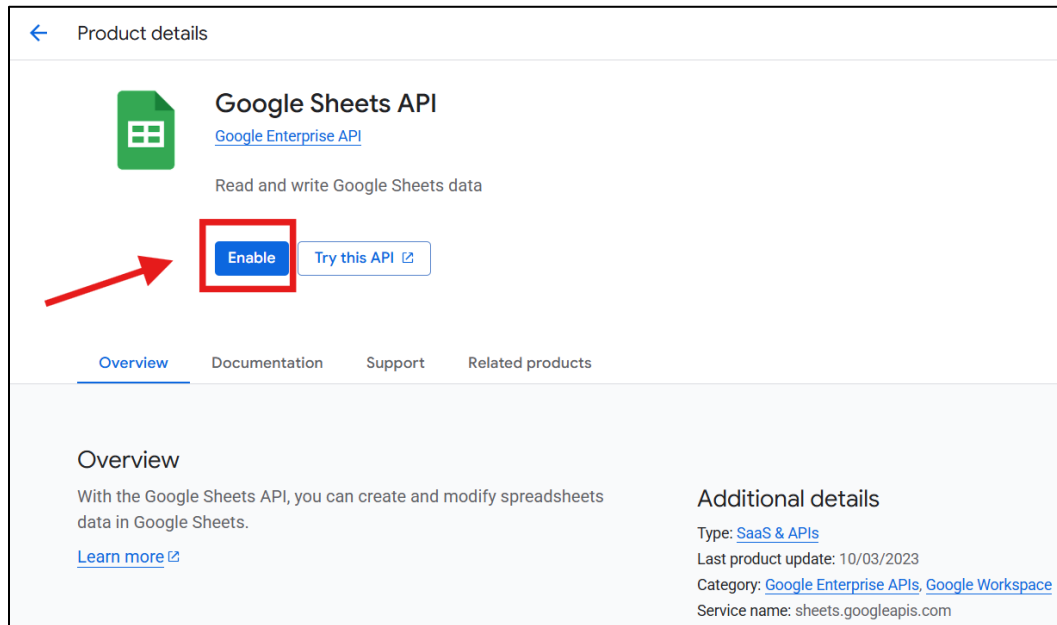 Product details
Google Sheets API
Google Enterprise API
Read and write Google Sheets data
Enable
Try this API
Overview
Documentation
Support
Related products
Overview
With the Google Sheets API, you can create and modify spreadsheets
data in Google Sheets.
Learn more
Additional details
Type: SaaS & APIs
Last product update: 10/03/2023
Category: Google Enterprise APIs, Google Workspace
Service name: sheets.googleapis.com